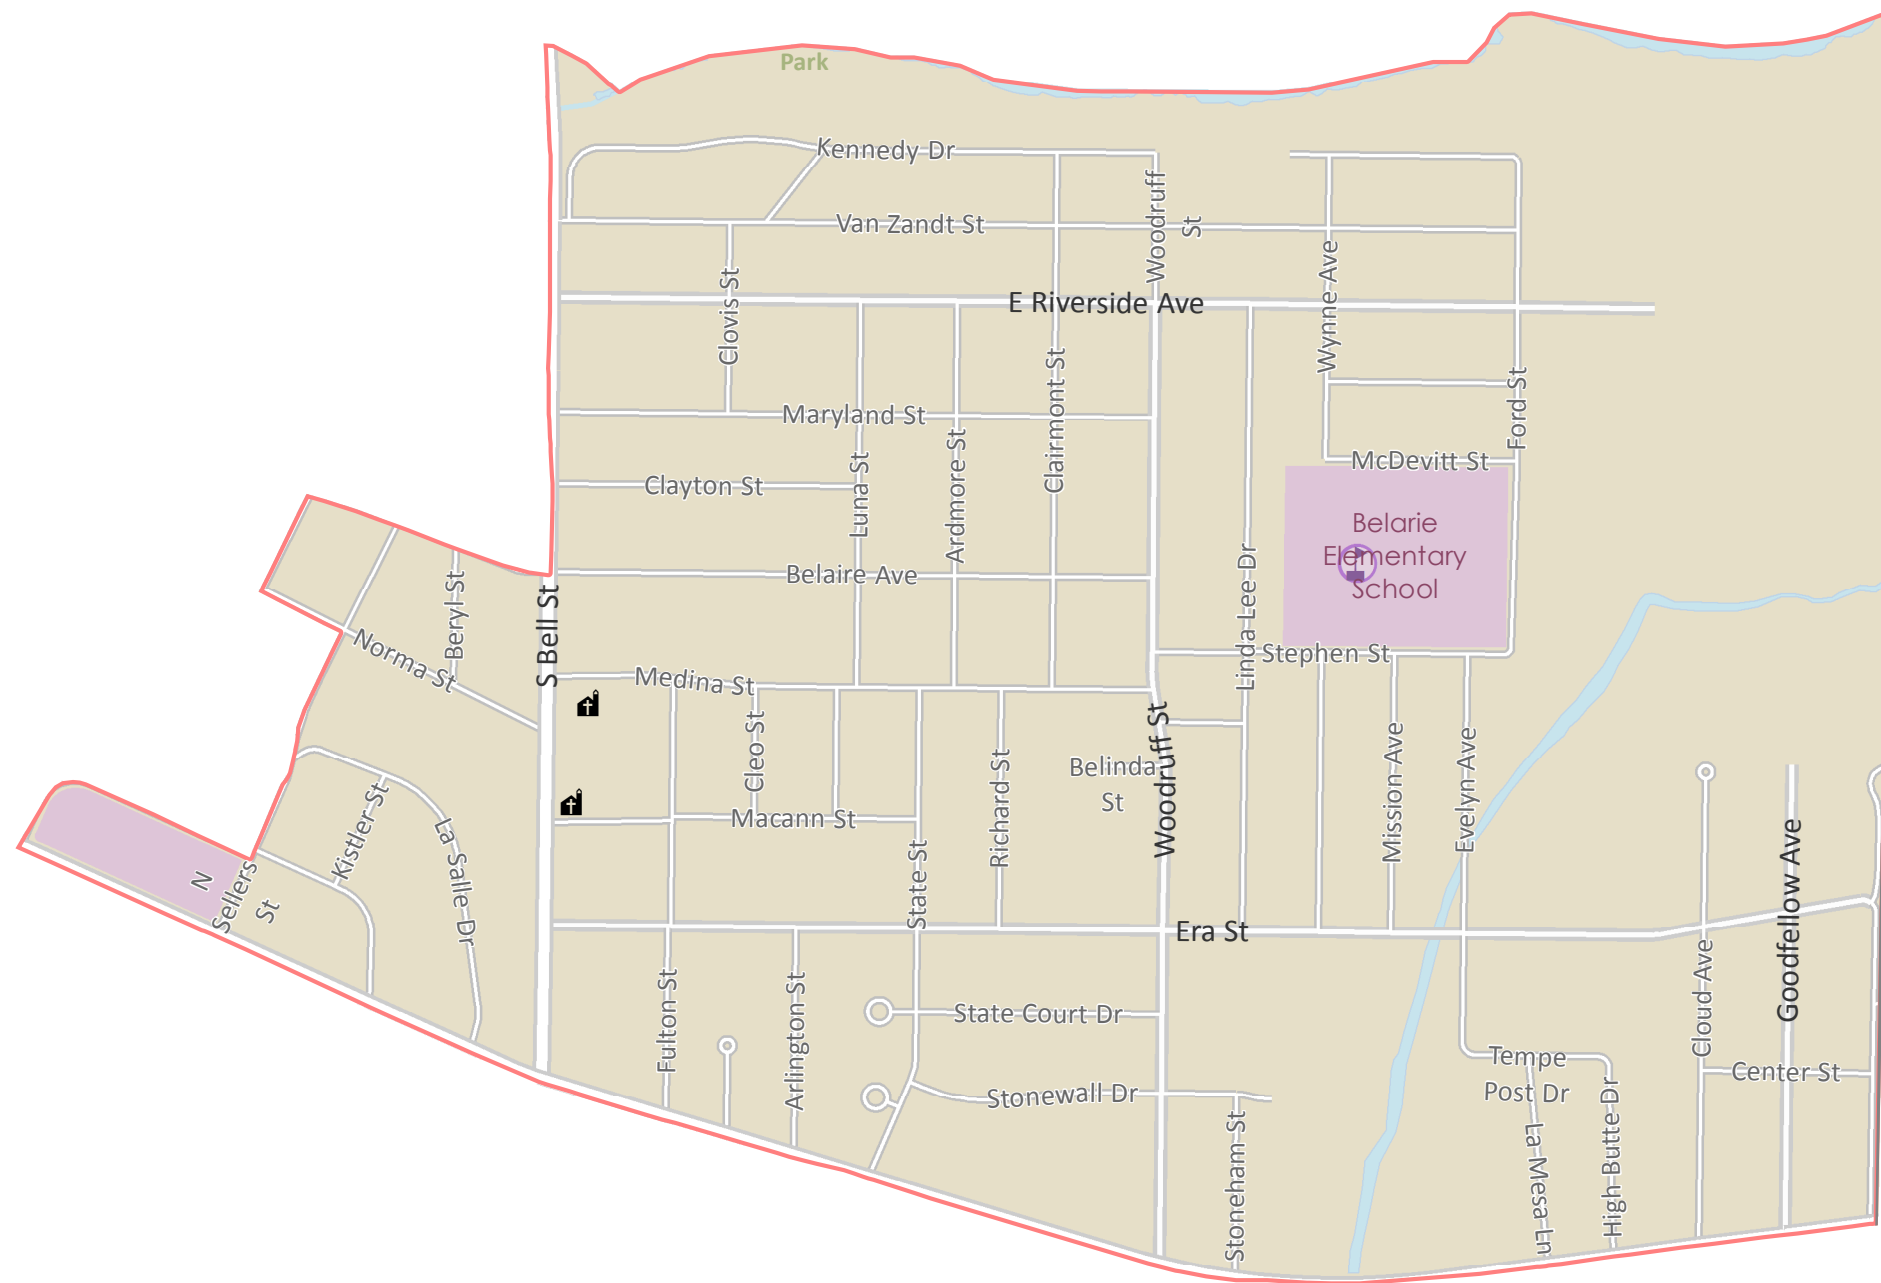 Park
Kennedy Dr
Van Zandt St
Woodruff
St
E Riverside Ave
Clovis St
Wynne Ave
Maryland St
Clairmont St
Ford St
Clayton St
Luna St
Ardmore St
McDevitt St
Belarie
Elementary
School
Belaire Ave
Beryl St
S Bell St
Linda Lee Dr
Norma St
Medina St
Stephen St
Cleo St
Woodruff St
Belinda
St
Richard St
Mission Ave
Evelyn Ave
Macann St
Kistler St
La Salle Dr
N
Sellers
St
State St
Era St
Goodfellow Ave
Cloud Ave
Fulton St
Arlington St
State Court Dr
Stonewall Dr
Tempe
Post Dr
Center St
Stoneham St
La Mesa Ln
High Butte Dr